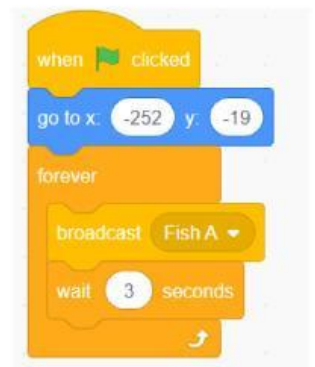 when clicked
go to x: -252 y: -19
forever
broadcast Fish A
wait 3 seconds